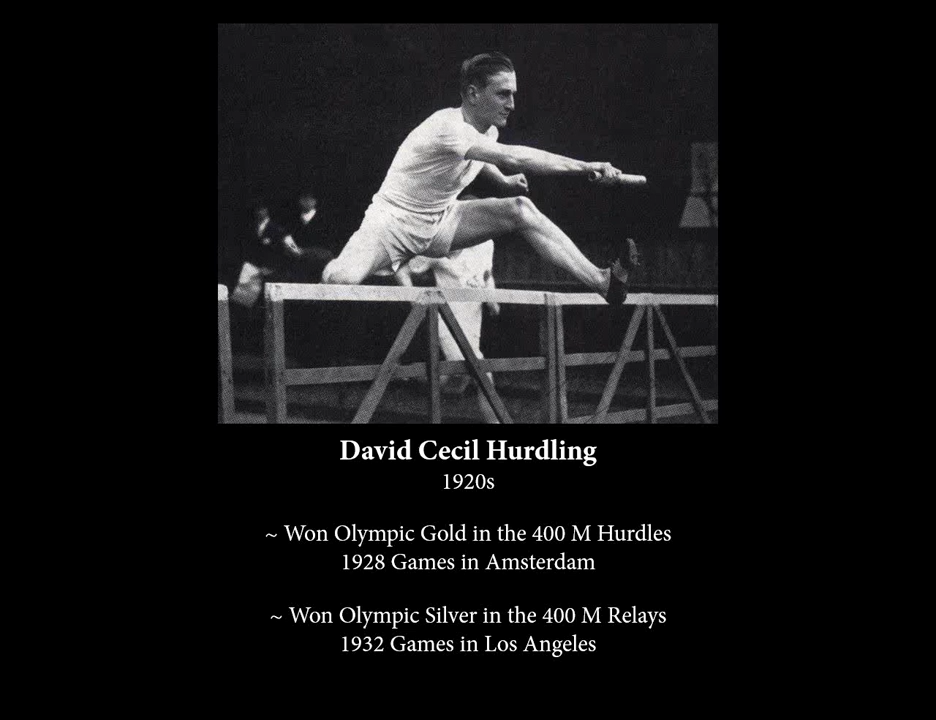 David Cecil Hurdling
1920s
~ Won Olympic Gold in the 400 M Hurdles
1928 Games in Amsterdam
~ Won Olympic Silver in the 400 M Relays
1932 Games in Los Angeles